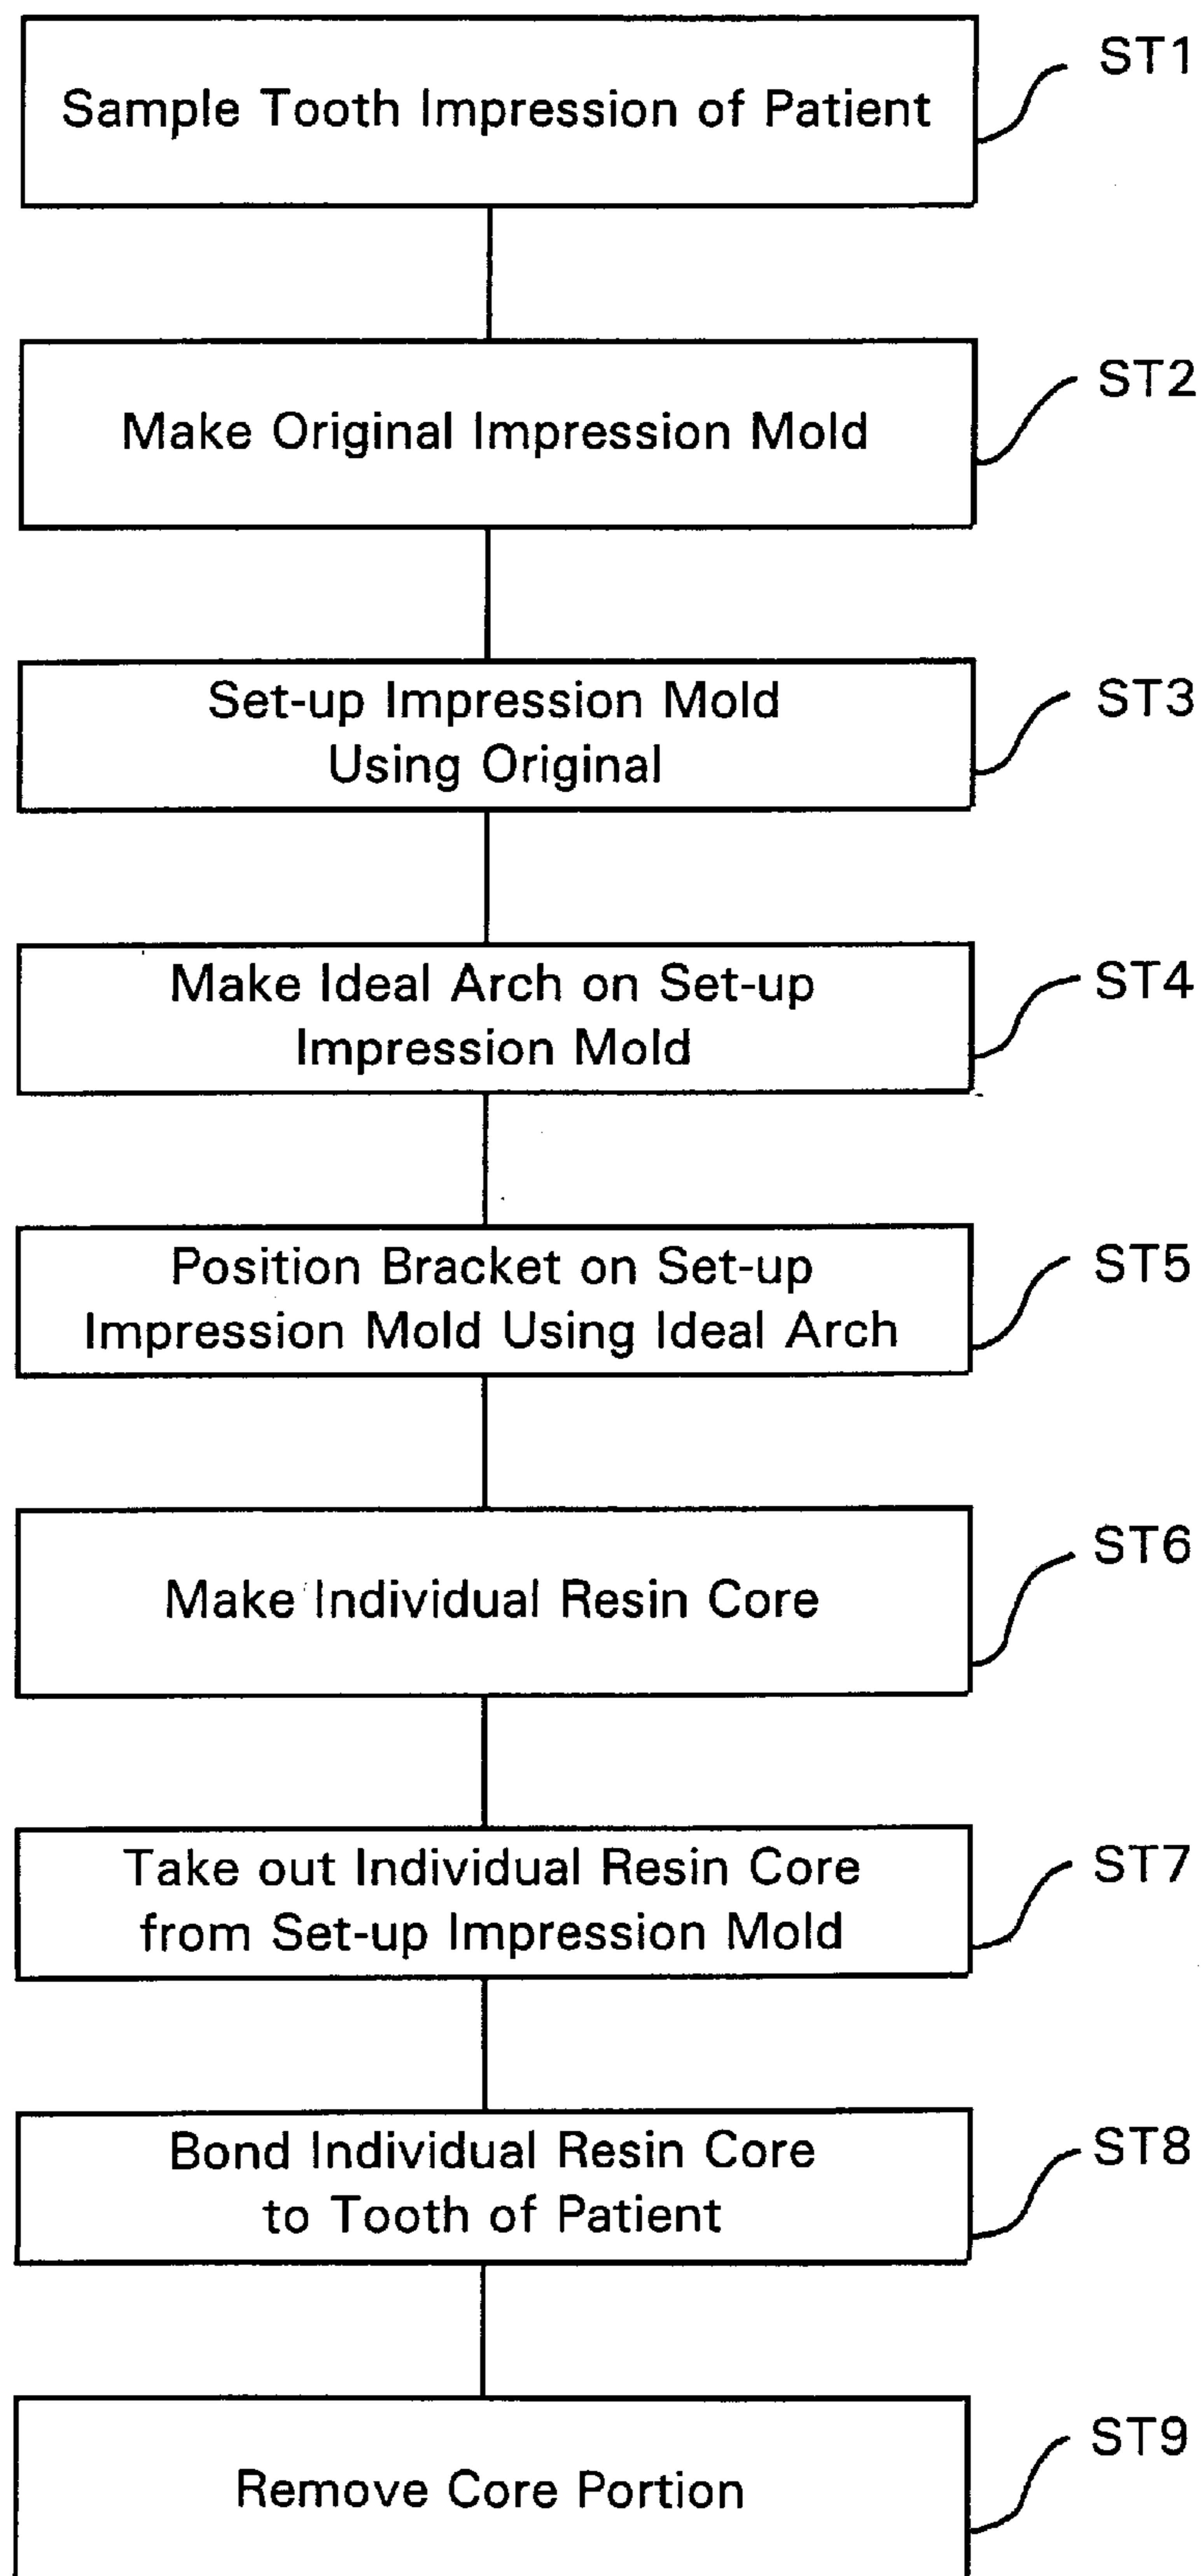 Sample Tooth Impression of Patient
ST1
Make Original Impression Mold
ST2
Set-up Impression Mold
Using Original
ST3
Make Ideal Arch on Set-up
Impression Mold
ST4
Position Bracket on Set-up
Impression Mold Using Ideal Arch
ST5
Make Individual Resin Core
ST6
Take out Individual Resin Core
from Set-up Impression Mold
ST7
Bond Individual Resin Core
to Tooth of Patient
ST8
Remove Core Portion
ST9